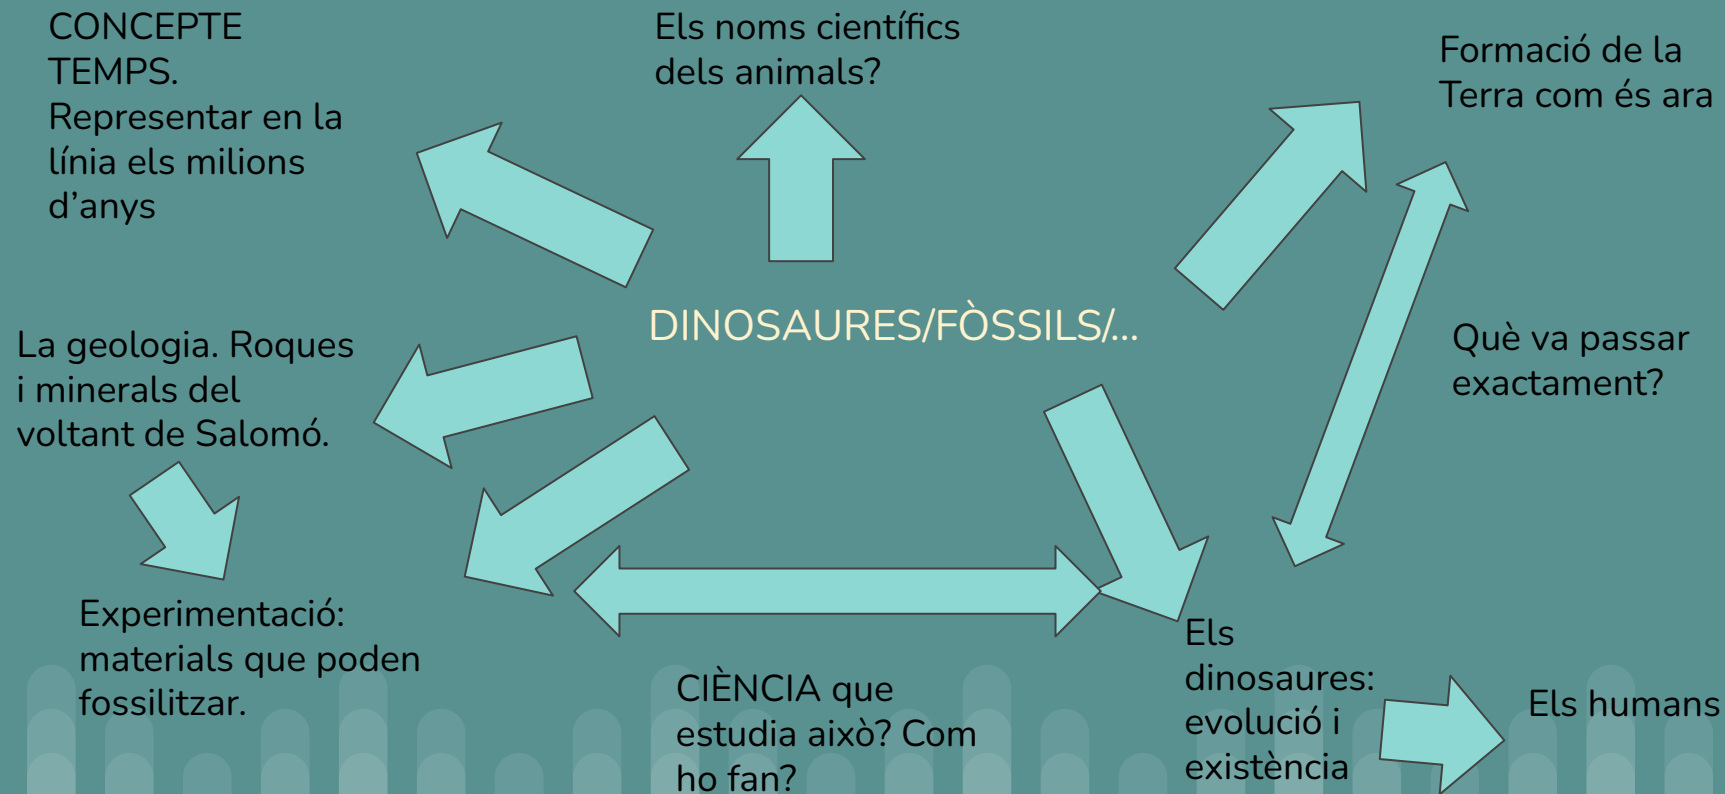 CONCEPTE
TEMPS.
Representar en la
línia els milions
d’anys
Els noms científics
dels animals?
Formació de la
Terra com és ara
DINOSAURES/FÒSSILS/...
La geologia. Roques
i minerals del
voltant de Salomó.
Què va passar
exactament?
Experimentació:
materials que poden
fossilitzar.
CIÈNCIA que
estudia això? Com
ho fan?
Els
dinosaures:
evolució i
existència
Els humans